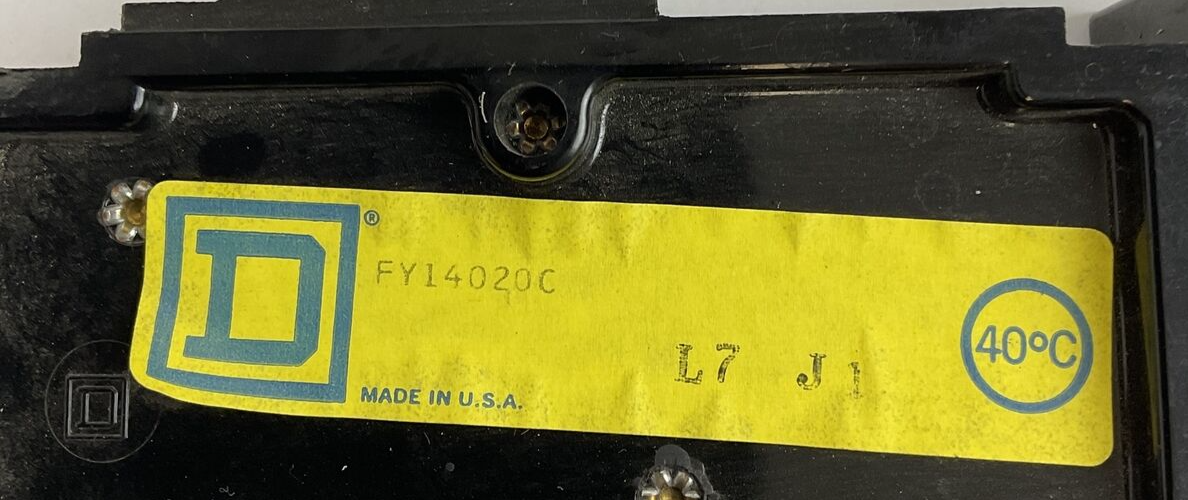 D®
FY14020C
L7 J1
40°C
MADE IN U.S.A.
D